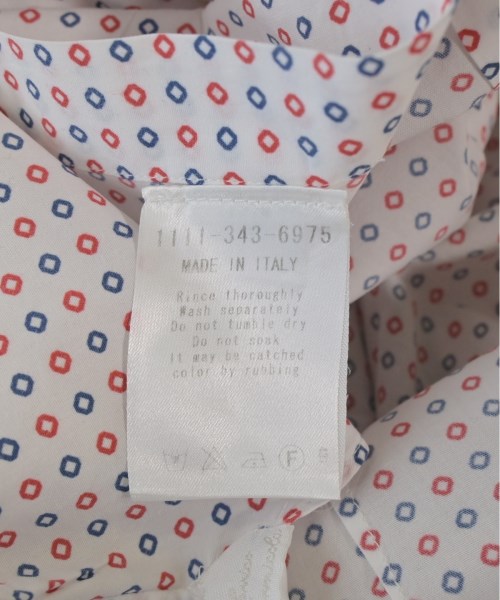 1111-343-6975
MADE IN ITALY
Rince thoroughly
Wash separately
Do not tumble dry
Do not soak
it may be catched
color by rubbing
F